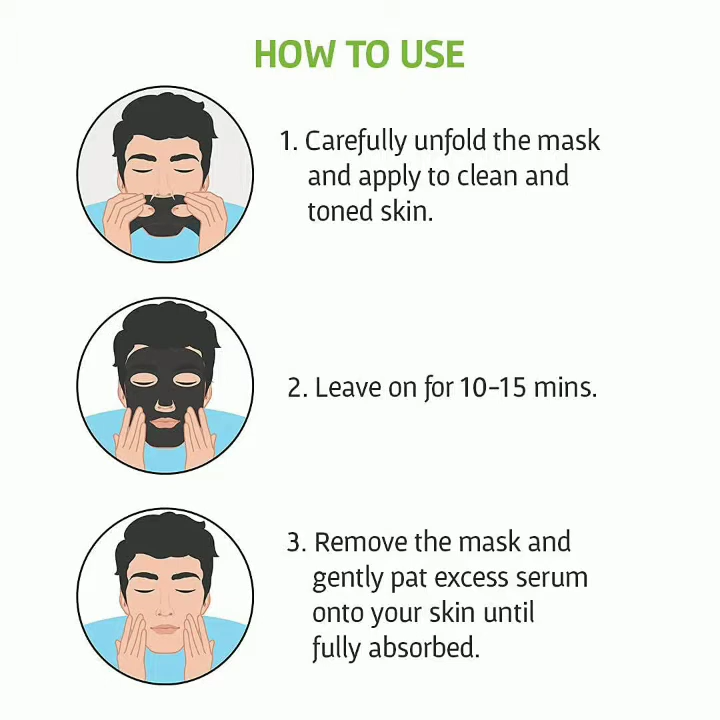 HOW TO USE
1. Carefully unfold the mask
and apply to clean and
toned skin.
2. Leave on for 10-15 mins.
3. Remove the mask and
gently pat excess serum
onto your skin until
fully absorbed.